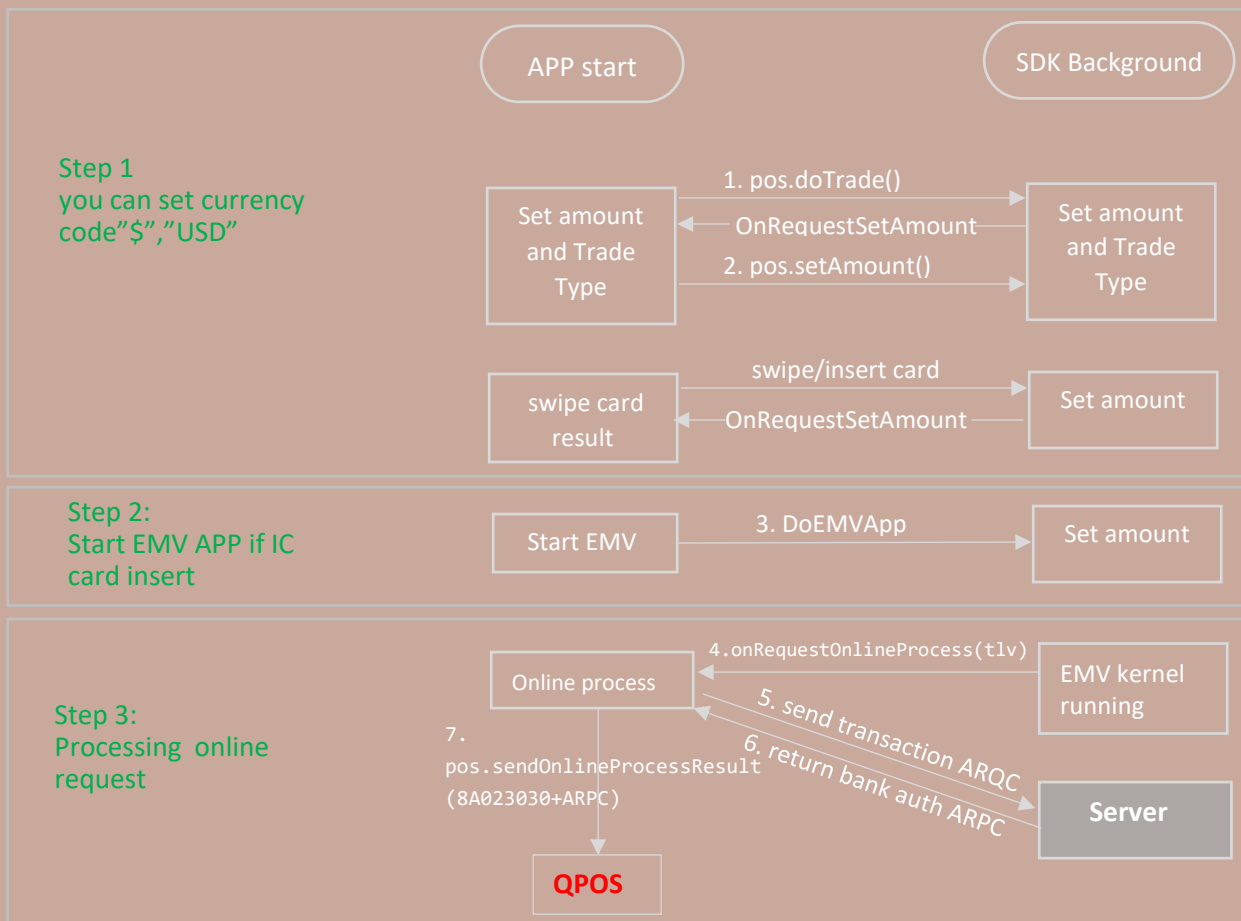 APP start
SDK Background
Step 1
you can set currency
code"$","USD"
Set amount
and Trade
Type
1. pos.doTrade()
OnRequestSetAmount
2. pos.setAmount()
Set amount
and Trade
Type
swipe card
result
swipe/insert card
OnRequestSetAmount
Set amount
Step 2:
Start EMV APP if IC
card insert
Start EMV
3. DoEMVApp
Set amount
Step 3:
Processing online
request
Online process
4.onRequestOnlineProcess(tlv)
EMV kernel
running
5. send transaction ARQC
6. return bank auth ARPC
7.
pos.sendOnlineProcessResult
(8A023030+ARPC)
Server
QPOS